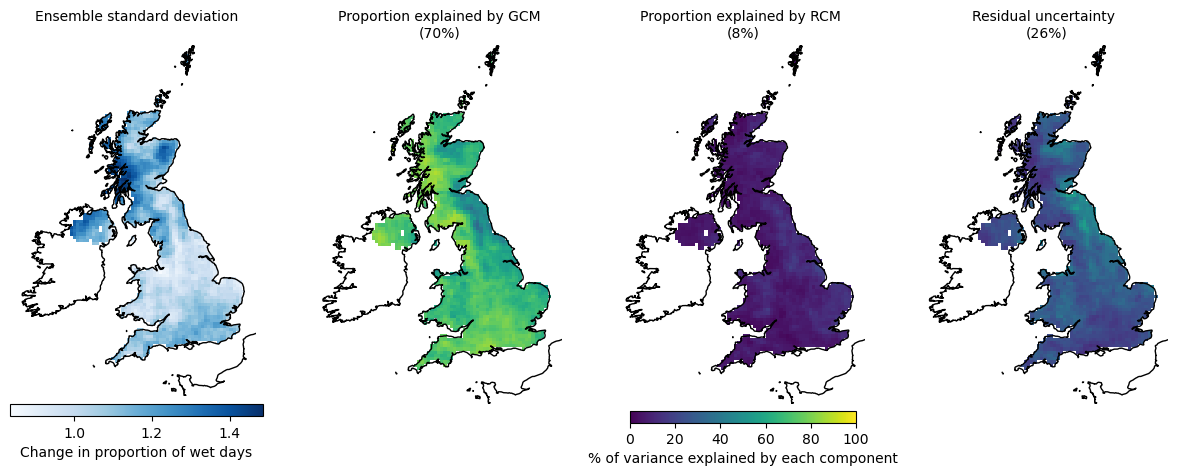 Ensemble standard deviation
Proportion explained by GCM
(70%)
Proportion explained by RCM
(8%)
Residual uncertainty
(26%)
1.0 1.2 1.4
Change in proportion of wet days
0 20 40 60 80 100
% of variance explained by each component